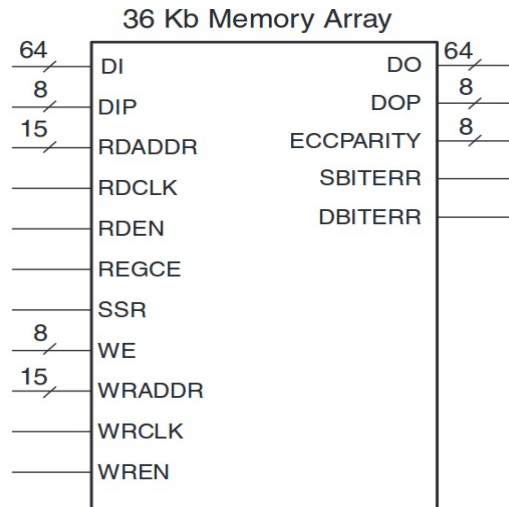 36 Kb Memory Array
64 DI DO 64
8 DIP DOP 8
15 RDADDR ECCPARITY 8
RDCLK SBITERR
RDEN DBITERR
REGCE
SSR
8 WE
15 WRADDR
WRCLK
WREN